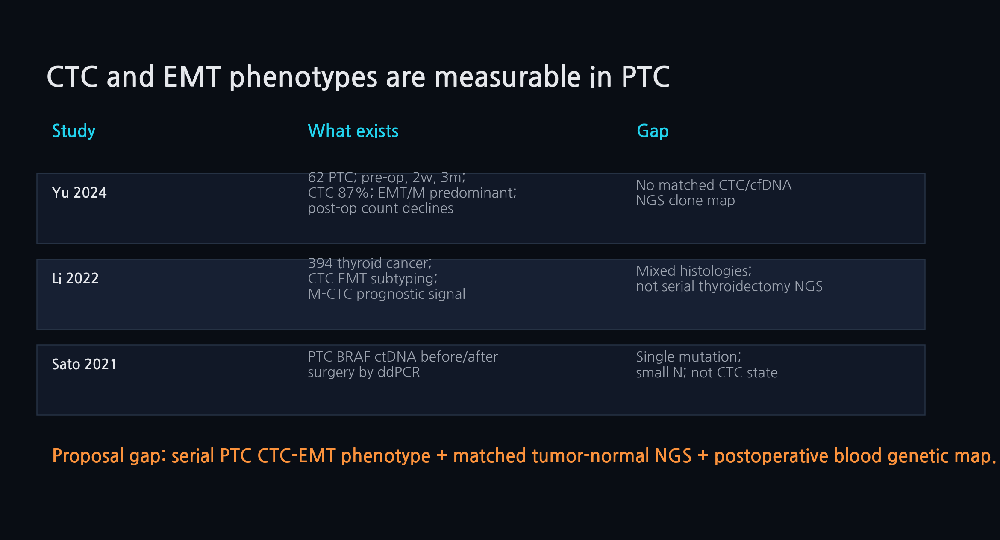 CTC and EMT phenotypes are measurable in PTC
Study
What exists
Gap
Yu 2024
62 PTC; pre-op, 2w, 3m;
CTC 87%; EMT/M predominant;
post-op count declines
No matched CTC/cfDNA
NGS clone map
Li 2022
394 thyroid cancer;
CTC EMT subtyping;
M-CTC prognostic signal
Mixed histologies;
not serial thyroidectomy NGS
Sato 2021
PTC BRAF ctDNA before/after
surgery by ddPCR
Single mutation;
small N; not CTC state
Proposal gap: serial PTC CTC-EMT phenotype + matched tumor-normal NGS + postoperative blood genetic map.